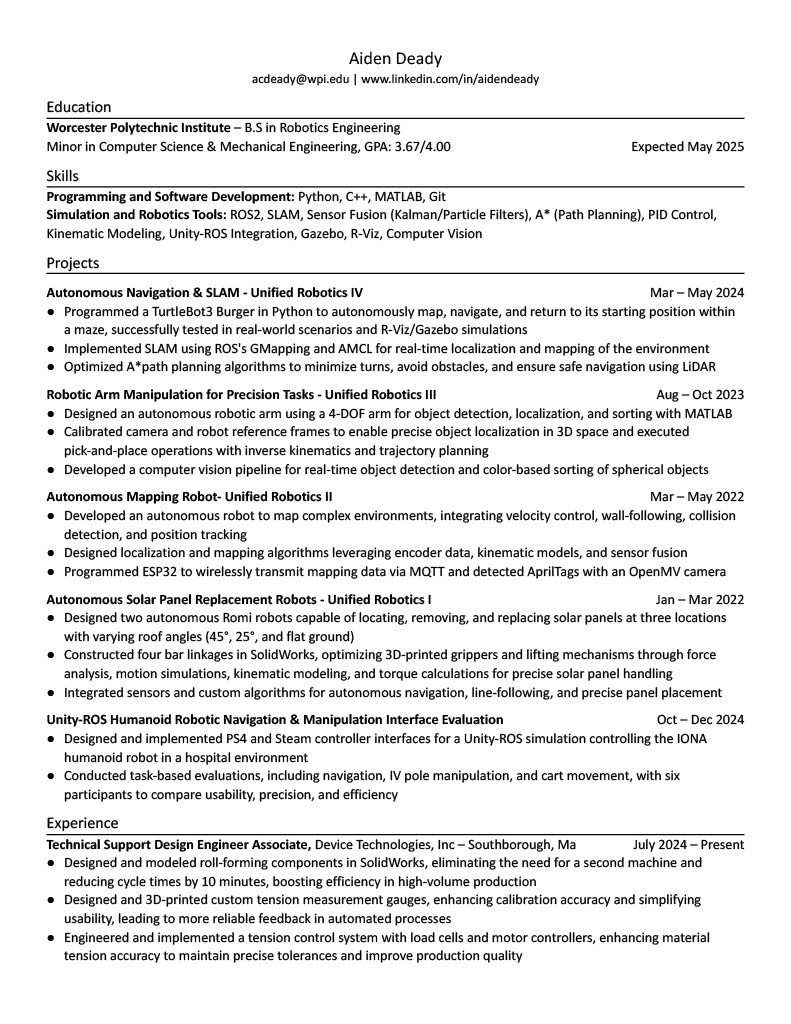 Aiden Deady
acdeady@wpi.edu | www.linkedin.com/in/aidendeady
Education
Worcester Polytechnic Institute – B.S in Robotics Engineering
Minor in Computer Science & Mechanical Engineering, GPA: 3.67/4.00 Expected May 2025
Skills
Programming and Software Development: Python, C++, MATLAB, Git
Simulation and Robotics Tools: ROS2, SLAM, Sensor Fusion (Kalman/Particle Filters), A* (Path Planning), PID Control,
Kinematic Modeling, Unity-ROS Integration, Gazebo, R-Viz, Computer Vision
Projects
Autonomous Navigation & SLAM - Unified Robotics IV Mar – May 2024
● Programmed a TurtleBot3 Burger in Python to autonomously map, navigate, and return to its starting position within
a maze, successfully tested in real-world scenarios and R-Viz/Gazebo simulations
● Implemented SLAM using ROS's GMapping and AMCL for real-time localization and mapping of the environment
● Optimized A*path planning algorithms to minimize turns, avoid obstacles, and ensure safe navigation using LiDAR
Robotic Arm Manipulation for Precision Tasks - Unified Robotics III Aug – Oct 2023
● Designed an autonomous robotic arm using a 4-DOF arm for object detection, localization, and sorting with MATLAB
● Calibrated camera and robot reference frames to enable precise object localization in 3D space and executed
pick-and-place operations with inverse kinematics and trajectory planning
● Developed a computer vision pipeline for real-time object detection and color-based sorting of spherical objects
Autonomous Mapping Robot- Unified Robotics II Mar – May 2022
● Developed an autonomous robot to map complex environments, integrating velocity control, wall-following, collision
detection, and position tracking
● Designed localization and mapping algorithms leveraging encoder data, kinematic models, and sensor fusion
● Programmed ESP32 to wirelessly transmit mapping data via MQTT and detected AprilTags with an OpenMV camera
Autonomous Solar Panel Replacement Robots - Unified Robotics I Jan – Mar 2022
● Designed two autonomous Romi robots capable of locating, removing, and replacing solar panels at three locations
with varying roof angles (45°, 25°, and flat ground)
● Constructed four bar linkages in SolidWorks, optimizing 3D-printed grippers and lifting mechanisms through force
analysis, motion simulations, kinematic modeling, and torque calculations for precise solar panel handling
● Integrated sensors and custom algorithms for autonomous navigation, line-following, and precise panel placement
Unity-ROS Humanoid Robotic Navigation & Manipulation Interface Evaluation Oct – Dec 2024
● Designed and implemented PS4 and Steam controller interfaces for a Unity-ROS simulation controlling the IONA
humanoid robot in a hospital environment
● Conducted task-based evaluations, including navigation, IV pole manipulation, and cart movement, with six
participants to compare usability, precision, and efficiency
Experience
Technical Support Design Engineer Associate, Device Technologies, Inc – Southborough, Ma July 2024 – Present
● Designed and modeled roll-forming components in SolidWorks, eliminating the need for a second machine and
reducing cycle times by 10 minutes, boosting efficiency in high-volume production
● Designed and 3D-printed custom tension measurement gauges, enhancing calibration accuracy and simplifying
usability, leading to more reliable feedback in automated processes
● Engineered and implemented a tension control system with load cells and motor controllers, enhancing material
tension accuracy to maintain precise tolerances and improve production quality